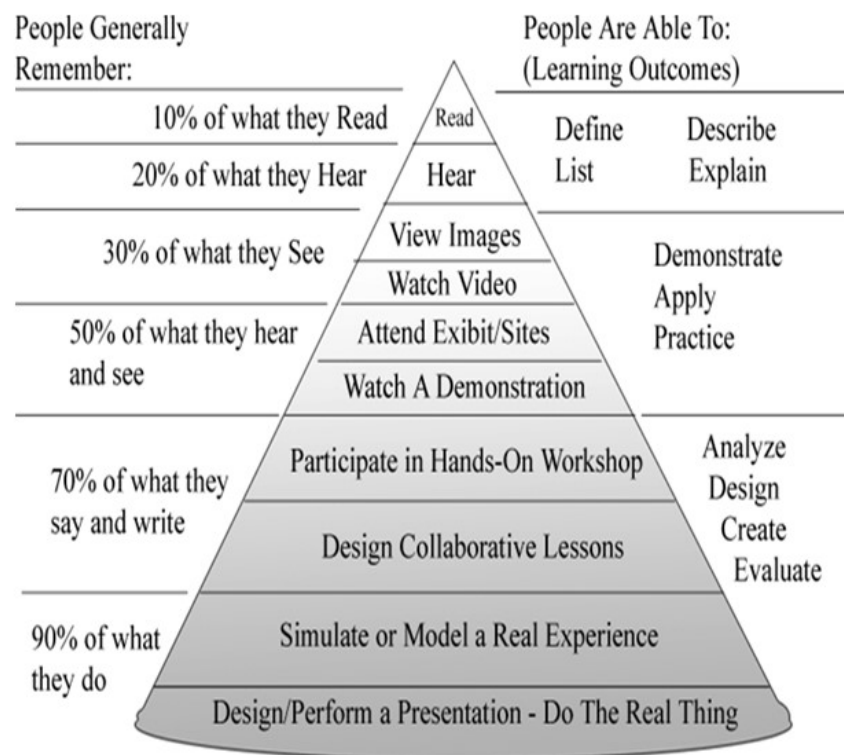 People Generally
Remember:
People Are Able To:
(Learning Outcomes)
10% of what they Read
Read
Define
Describe
List
Explain
20% of what they Hear
Hear
30% of what they See
View Images
Watch Video
Demonstrate
Apply
Practice
50% of what they hear
and see
Attend Exibit/Sites
Watch A Demonstration
70% of what they
say and write
Participate in Hands-On Workshop
Design Collaborative Lessons
Analyze
Design
Create
Evaluate
90% of what
they do
Simulate or Model a Real Experience
Design/Perform a Presentation - Do The Real Thing